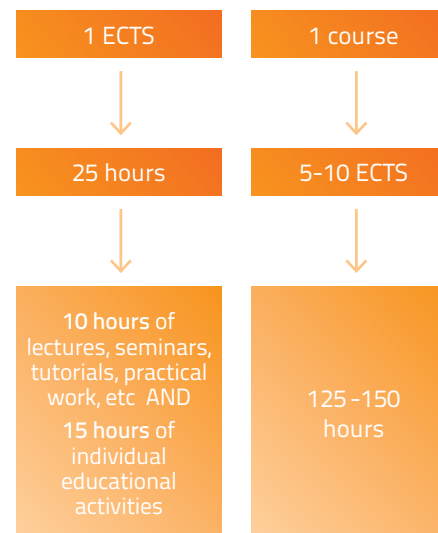 1 ECTS
25 hours
10 hours of
lectures, seminars,
tutorials, practical
work, etc AND
15 hours of
individual
educational
activities
1 course
5-10 ECTS
125-150
hours